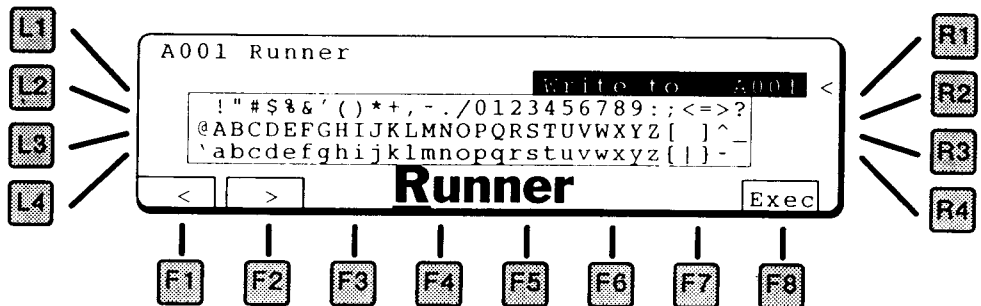 L1
L2
L3
L4
A001 Runner
Write to A001 <
!"#$%&'()*+,-./0123456789:;<=>?
@ABCDEFGHIJKLMNOPQRSTUVWXYZ[ ]^_
`abcdefghijklmnopqrstuvwxyz{|}-
< > Runner Exec
R1
R2
R3
R4
F1 F2 F3 F4 F5 F6 F7 F8